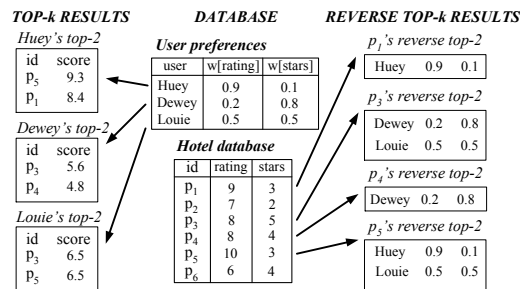 TOP-k RESULTS
Huey's top-2
id score
p5 9.3
p1 8.4
Dewey's top-2
id score
p3 5.6
p4 4.8
Louie's top-2
id score
p3 6.5
p5 6.5
DATABASE
User preferences
user w[rating] w[stars]
Huey 0.9 0.1
Dewey 0.2 0.8
Louie 0.5 0.5
Hotel database
id rating stars
p1 9 3
p2 7 2
p3 8 5
p4 8 4
p5 10 3
p6 6 4
REVERSE TOP-k RESULTS
p1's reverse top-2
Huey 0.9 0.1
p3's reverse top-2
Dewey 0.2 0.8
Louie 0.5 0.5
p4's reverse top-2
Dewey 0.2 0.8
p5's reverse top-2
Huey 0.9 0.1
Louie 0.5 0.5